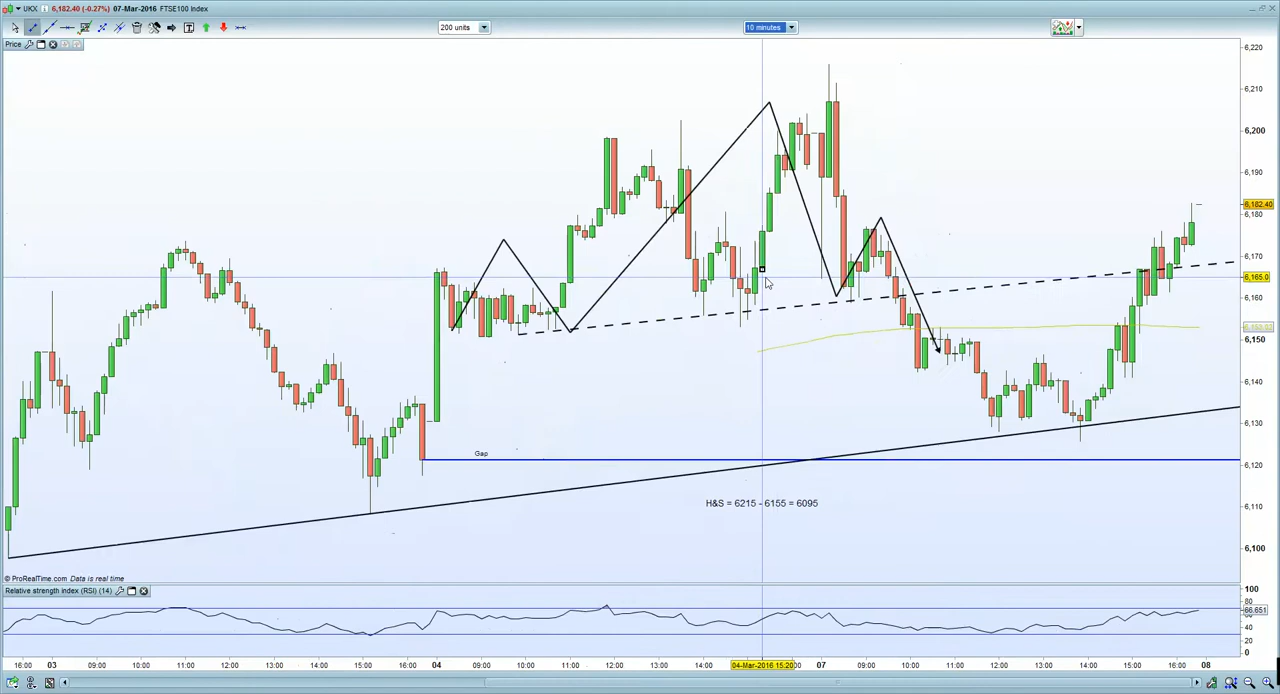 UKX 6,182.40 (-0.27%) 07-Mar-2016 FTSE100 Index
200 units 10 minutes
Price
6,220
6,210
6,200
6,190
6,182.40
6,180
6,170
6,165.0
6,160
6,150
6,140
6,130
Gap
6,120
H&S = 6215 - 6155 = 6095
6,110
6,100
© ProRealTime.com Data is real time
Relative strength index (RSI) (14)
100
80
66.651
40
20
0
16:00 03 09:00 11:00 12:00 13:00 14:00 15:00 16:00 04 09:00 10:00 11:00 12:00 13:00 14:00 04-Mar-2016 15:20 07 09:00 10:00 11:00 12:00 13:00 14:00 15:00 16:00 08